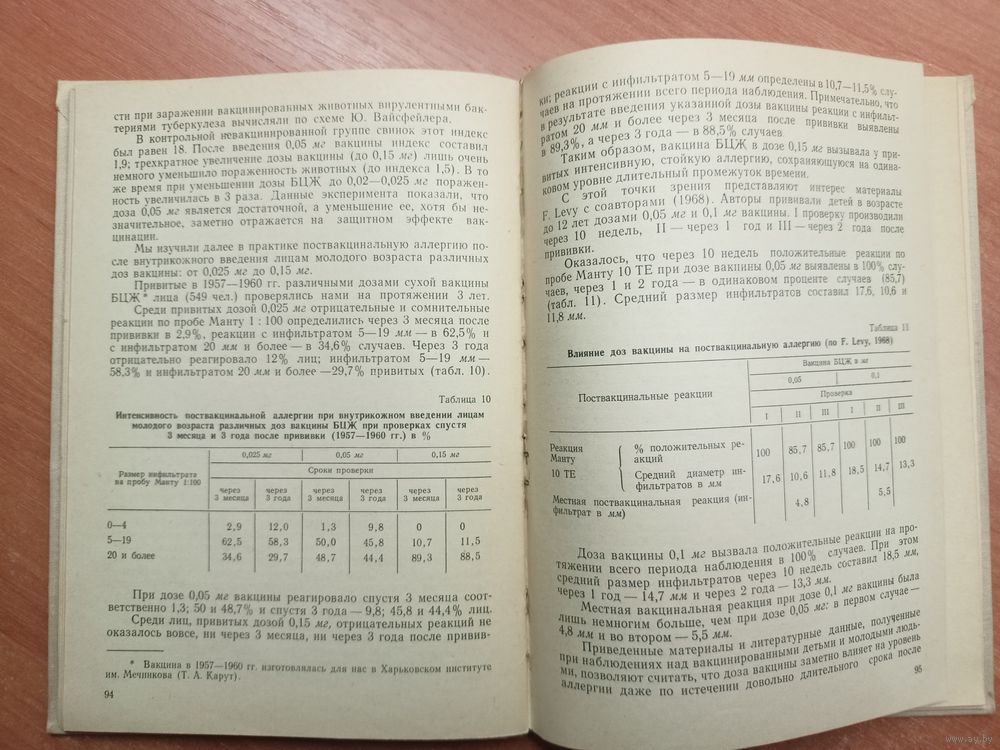 сти при заражении вакцинированных животных вирулентными бак-
териями туберкулеза вычисляли по схеме Ю. Вайсфейлера.
В контрольной невакцинированной группе свинок этот индекс
был равен 18. После введения 0,05 мг вакцины индекс составил
1,9; трехкратное увеличение дозы вакцины (до 0,15 мг) лишь очень
немного уменьшило пораженность животных (до индекса 1,5). В то
же время при уменьшении дозы БЦЖ до 0,02—0,025 мг поражен-
ность увеличилась в 3 раза. Данные эксперимента показали, что
доза 0,05 мг является достаточной, а уменьшение ее, хотя бы не-
значительное, заметно отражается на защитном эффекте вак-
цинации.
Мы изучили далее в практике поствакцинальную аллергию по-
сле внутрикожного введения лицам молодого возраста различных
доз вакцины: от 0,025 мг до 0,15 мг.
Привитые в 1957—1960 гг. различными дозами сухой вакцины
БЦЖ* лица (549 чел.) проверялись нами на протяжении 3 лет.
Среди привитых дозой 0,025 мг отрицательные и сомнительные
реакции по пробе Манту 1 : 100 определились через 3 месяца после
прививки в 2,9%, реакции с инфильтратом 5—19 мм — в 62,5% и
с инфильтратом 20 мм и более — в 34,6% случаев. Через 3 года
отрицательно реагировало 12% лиц; инфильтратом 5—19 мм —
58,3% и инфильтратом 20 мм и более —29,7% привитых (табл. 10).
Таблица 10
Интенсивность поствакцинальной аллергии при внутрикожном введении лицам
молодого возраста различных доз вакцины БЦЖ при проверках спустя
3 месяца и 3 года после прививки (1957—1960 гг.) в %
Размер инфильтрата
на пробу Манту 1:100
0,025 мг 0,05 мг 0,15 мг
Сроки проверки
через 3 месяца через 3 года через 3 месяца через 3 года через 3 месяца через 3 года
0—4 2,9 12,0 1,3 9,8 0 0
5—19 62,5 58,3 50,0 45,8 10,7 11,5
20 и более 34,6 29,7 48,7 44,4 89,3 88,5
При дозе 0,05 мг вакцины реагировало спустя 3 месяца соот-
ветственно 1,3; 50 и 48,7% и спустя 3 года — 9,8; 45,8 и 44,4% лиц.
Среди лиц, привитых дозой 0,15 мг, отрицательных реакций не
оказалось вовсе, ни через 3 месяца, ни через 3 года после привив-
* Вакцина в 1957—1960 гг. изготовлялась для нас в Харьковском институте
им. Мечникова (Т. А. Карут).
94
ки; реакции с инфильтратом 5—19 мм определены в 10,7—11,5% слу-
чаев на протяжении всего периода наблюдения. Примечательно, что
в результате введения указанной дозы вакцины реакции с инфильт-
ратом 20 мм и более через 3 месяца после прививки выявлены
в 89,3%, а через 3 года — в 88,5% случаев.
Таким образом, вакцина БЦЖ в дозе 0,15 мг вызывала у при-
витых интенсивную, стойкую аллергию, сохраняющуюся на одина-
ковом уровне длительный промежуток времени.
С этой точки зрения представляют интерес материалы
F. Levy с соавторами (1968). Авторы прививали детей в возрасте
до 12 лет дозами 0,05 мг и 0,1 мг вакцины. I проверку производили
через 10 недель, II — через 1 год и III — через 2 года после
прививки.
Оказалось, что через 10 недель положительные реакции по
пробе Манту 10 ТЕ при дозе вакцины 0,05 мг выявлены в 100% слу-
чаев, через 1 и 2 года — в одинаковом проценте случаев (85,7)
(табл. 11). Средний размер инфильтратов составил 17,6, 10,6 и
11,8 мм.
Таблица 11
Влияние доз вакцины на поствакцинальную аллергию (по F. Levy, 1968)
Поствакцинальные реакции
Вакцина БЦЖ в мг
0,05 0,1
Проверка
I II III I II III
Реакция Манту 10 ТЕ
% положительных ре-
акций 100 85,7 85,7 100 100 100
Средний диаметр ин-
фильтратов в мм 17,6 10,6 11,8 18,5 14,7 13,3
Местная поствакцинальная реакция (ин-
фильтрат в мм) 4,8 5,5
Доза вакцины 0,1 мг вызвала положительные реакции на про-
тяжении всего периода наблюдения в 100% случаев. При этом
средний размер инфильтратов через 10 недель составил 18,5 мм,
через 1 год — 14,7 мм и через 2 года — 13,3 мм.
Местная вакцинальная реакция при дозе 0,1 мг вакцины была
лишь немногим больше, чем при дозе 0,05 мг: в первом случае —
4,8 мм и во втором — 5,5 мм.
Приведенные материалы и литературные данные, полученные
при наблюдениях над вакцинированными детьми и молодыми людь-
ми, позволяют считать, что доза вакцины заметно влияет на уровень
аллергии даже по истечении довольно длительного срока после
95
www.ay.by